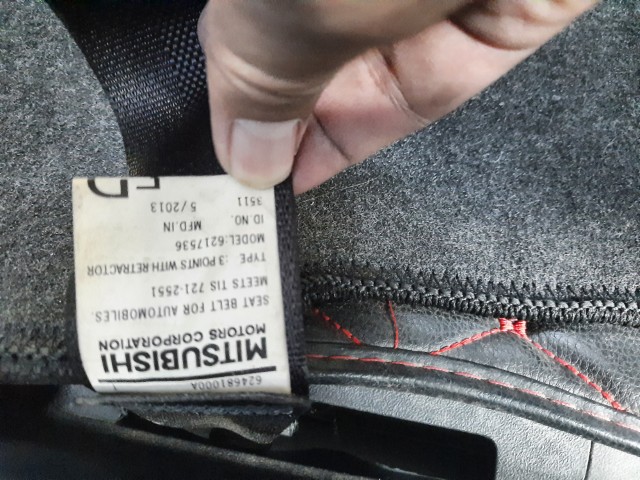 624681000A
MITSUBISHI
MOTORS CORPORATION
SEAT BELT FOR AUTOMOBILES.
MEETS TIS 721-2551
TYPE :3 POINTS WITH RETRACTOR
MODEL:6217536
ID NO. MFD.IN
3511 5/2013